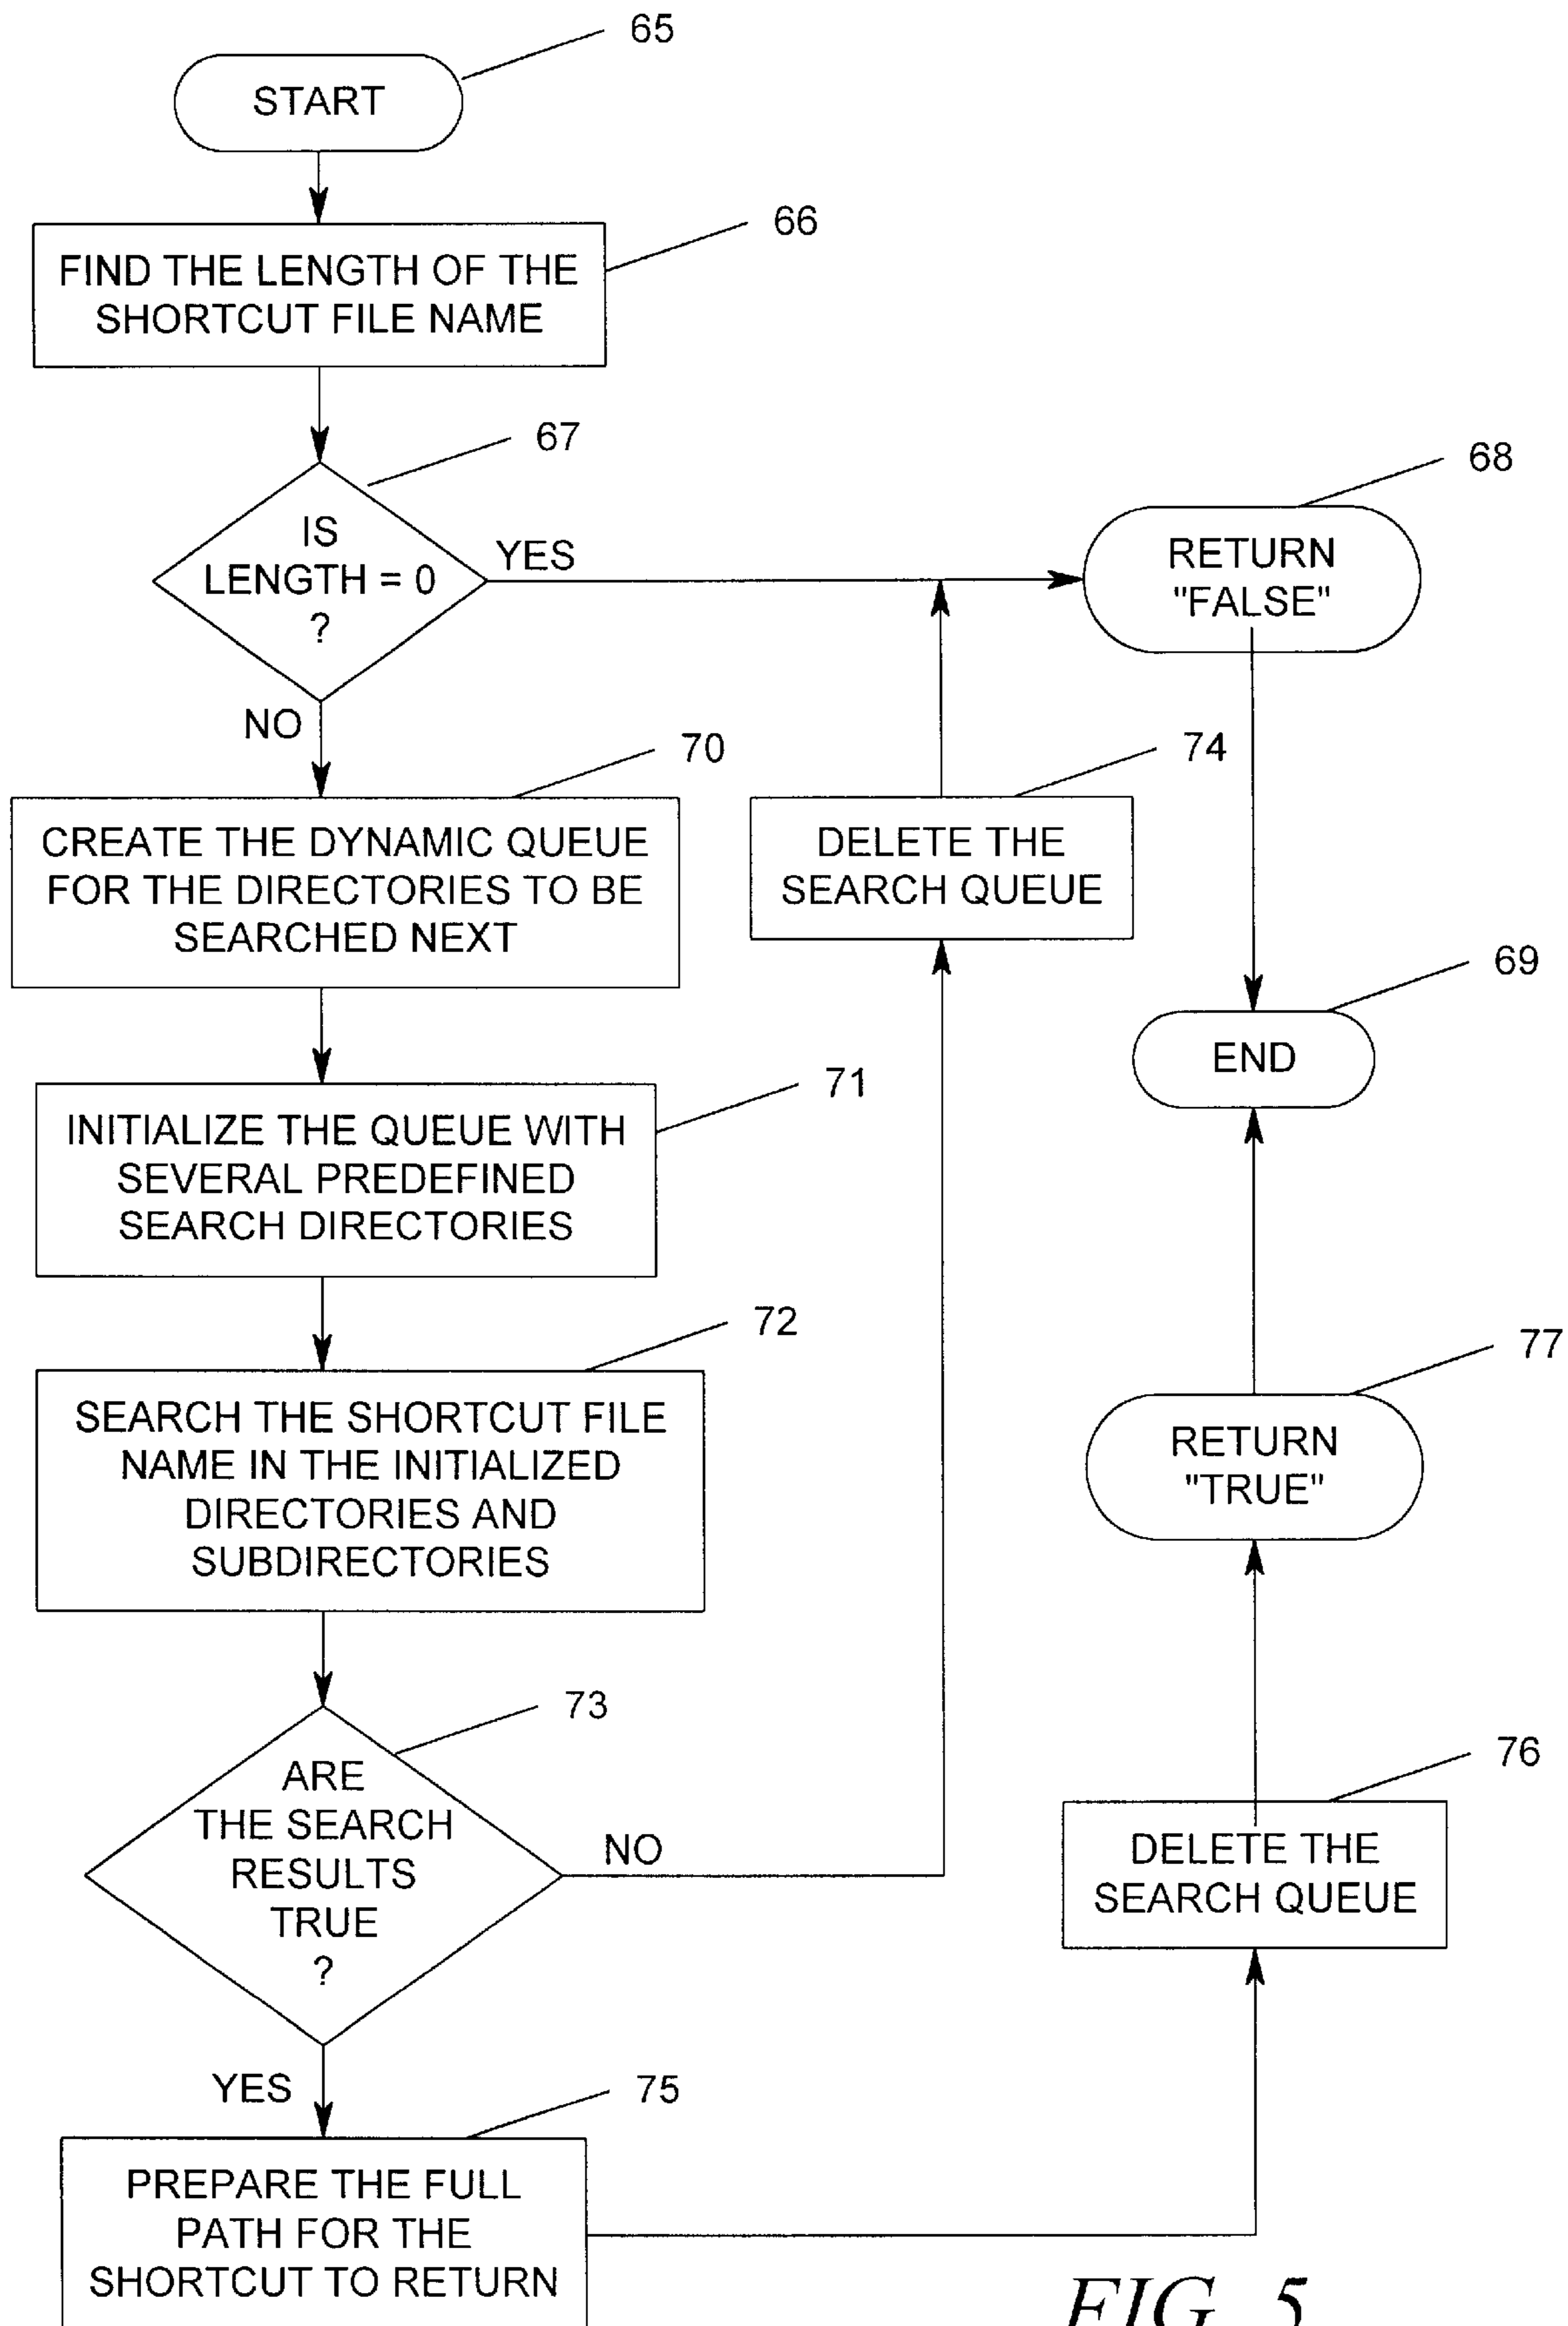 65
START
66
FIND THE LENGTH OF THE
SHORTCUT FILE NAME
67
IS
LENGTH = 0
?
YES
NO
68
RETURN
"FALSE"
70
CREATE THE DYNAMIC QUEUE
FOR THE DIRECTORIES TO BE
SEARCHED NEXT
74
DELETE THE
SEARCH QUEUE
69
END
71
INITIALIZE THE QUEUE WITH
SEVERAL PREDEFINED
SEARCH DIRECTORIES
72
SEARCH THE SHORTCUT FILE
NAME IN THE INITIALIZED
DIRECTORIES AND
SUBDIRECTORIES
77
RETURN
"TRUE"
73
ARE
THE SEARCH
RESULTS
TRUE
?
NO
YES
76
DELETE THE
SEARCH QUEUE
75
PREPARE THE FULL
PATH FOR THE
SHORTCUT TO RETURN
FIG. 5